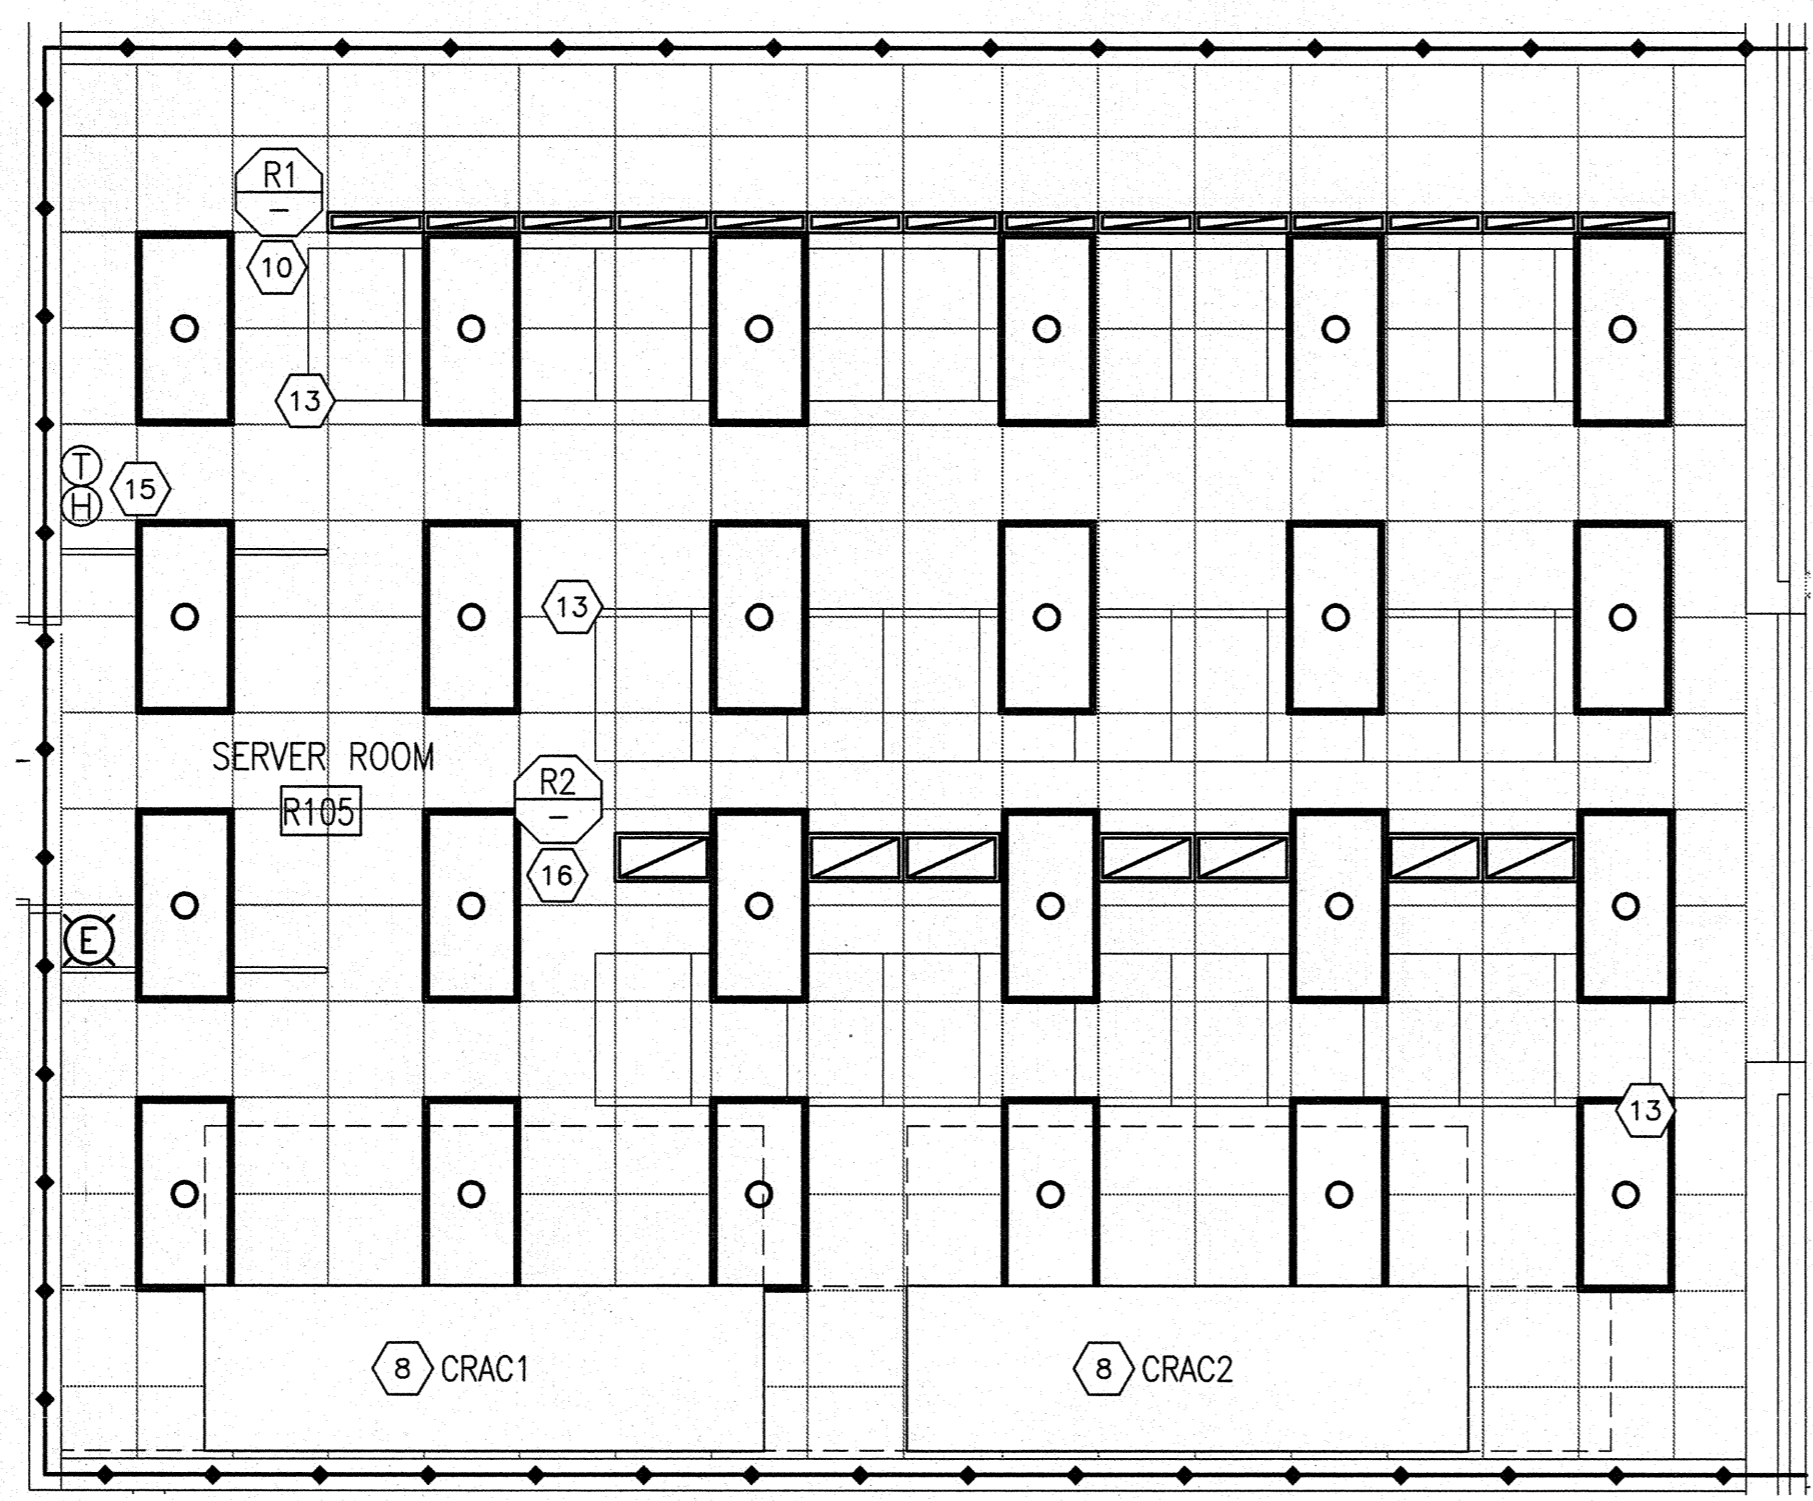 R1
–
10
13
T
H
15
13
SERVER ROOM
R105
R2
–
16
E
13
8 CRAC1
8 CRAC2